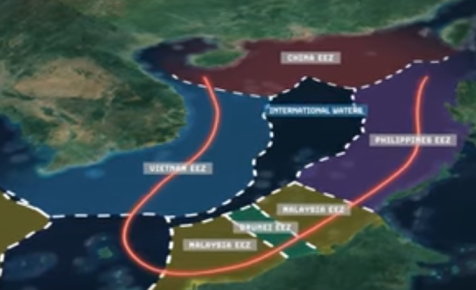 CHINA EEZ
INTERNATIONAL WATERS
PHILIPPINES EEZ
VIETNAM EEZ
MALAYSIA EEZ
BRUNEI EEZ
MALAYSIA EEZ